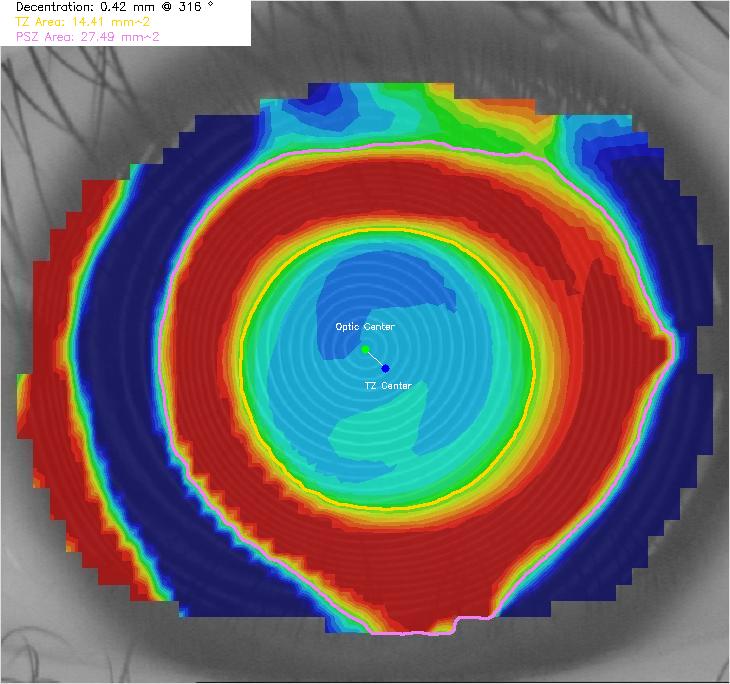 Decentration: 0.42 mm @ 316 °
TZ Area: 14.41 mm^2
PSZ Area: 27.49 mm^2
Optic Center
TZ Center